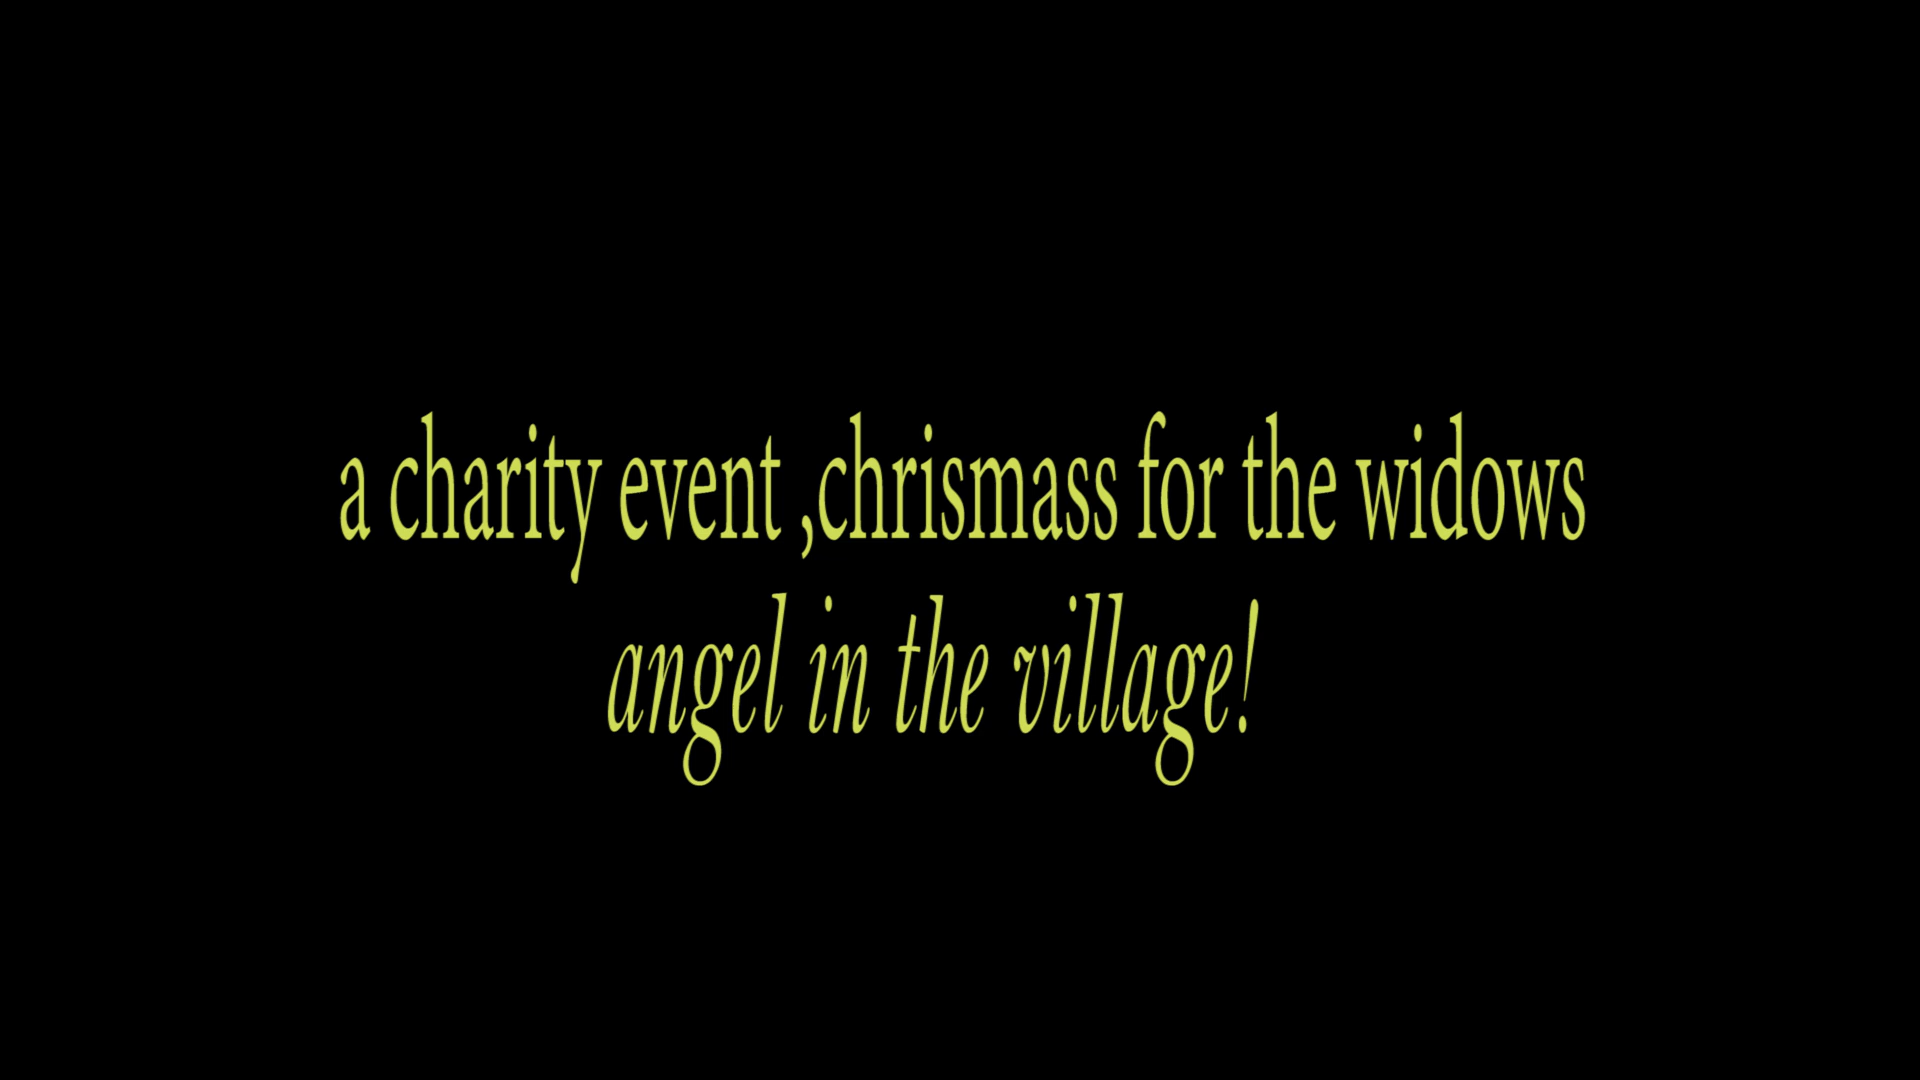 a charity event ,chrismass for the widows
angel in the village!